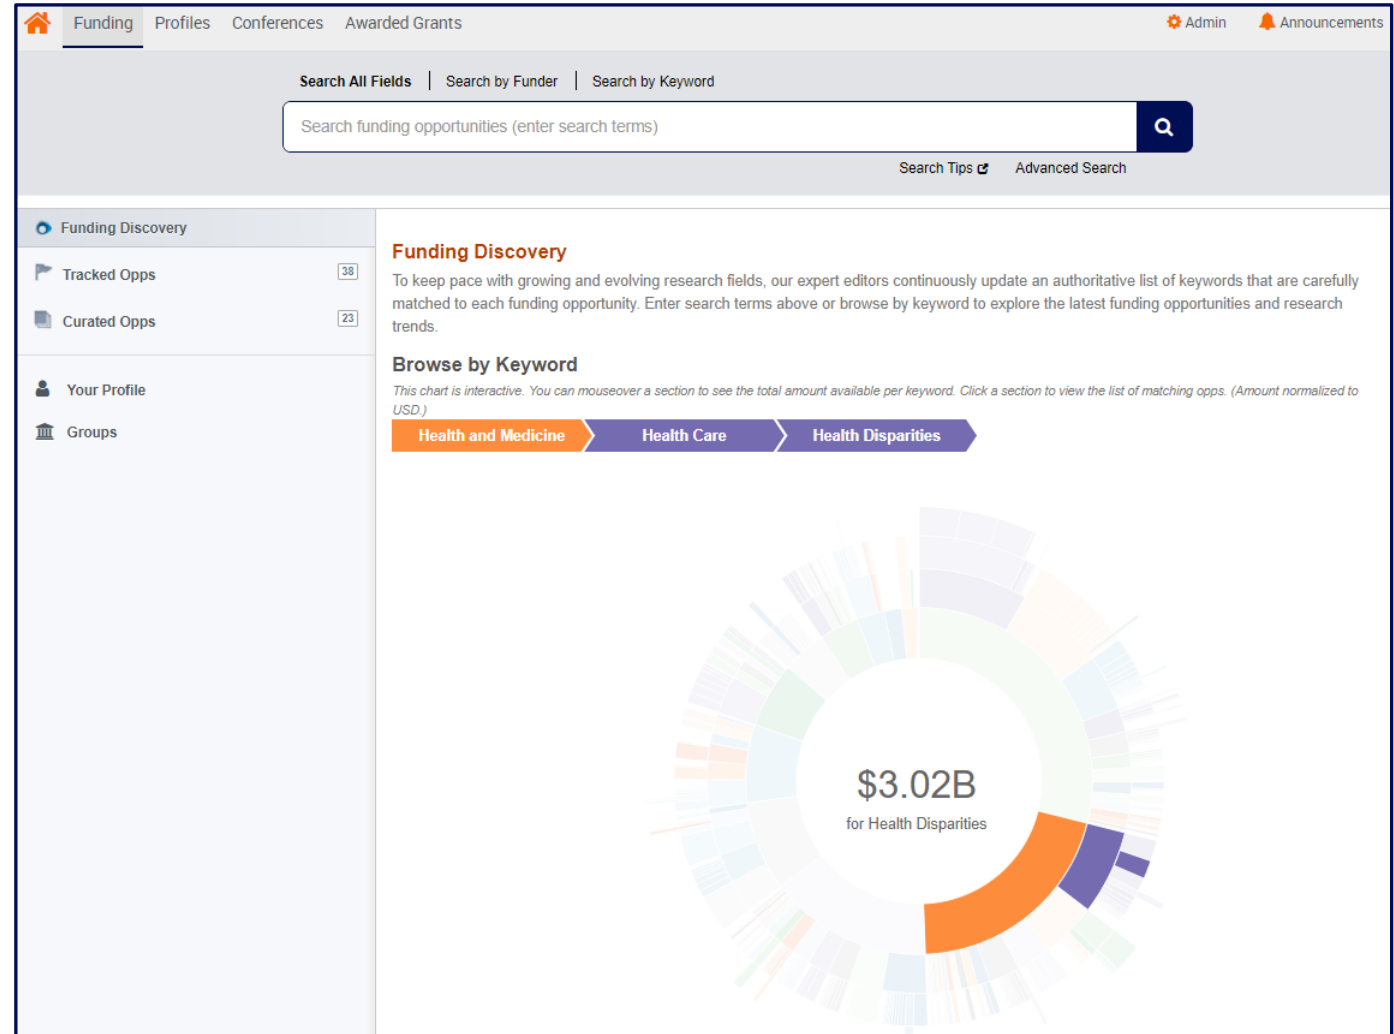 Funding Profiles Conferences Awarded Grants Admin Announcements
Search All Fields Search by Funder Search by Keyword
Search funding opportunities (enter search terms)
Search Tips Advanced Search
Funding Discovery
Tracked Opps 38
Curated Opps 23
Your Profile
Groups
Funding Discovery
To keep pace with growing and evolving research fields, our expert editors continuously update an authoritative list of keywords that are carefully
matched to each funding opportunity. Enter search terms above or browse by keyword to explore the latest funding opportunities and research
trends.
Browse by Keyword
This chart is interactive. You can mouseover a section to see the total amount available per keyword. Click a section to view the list of matching opps. (Amount normalized to
USD.)
Health and Medicine Health Care Health Disparities
$3.02B
for Health Disparities